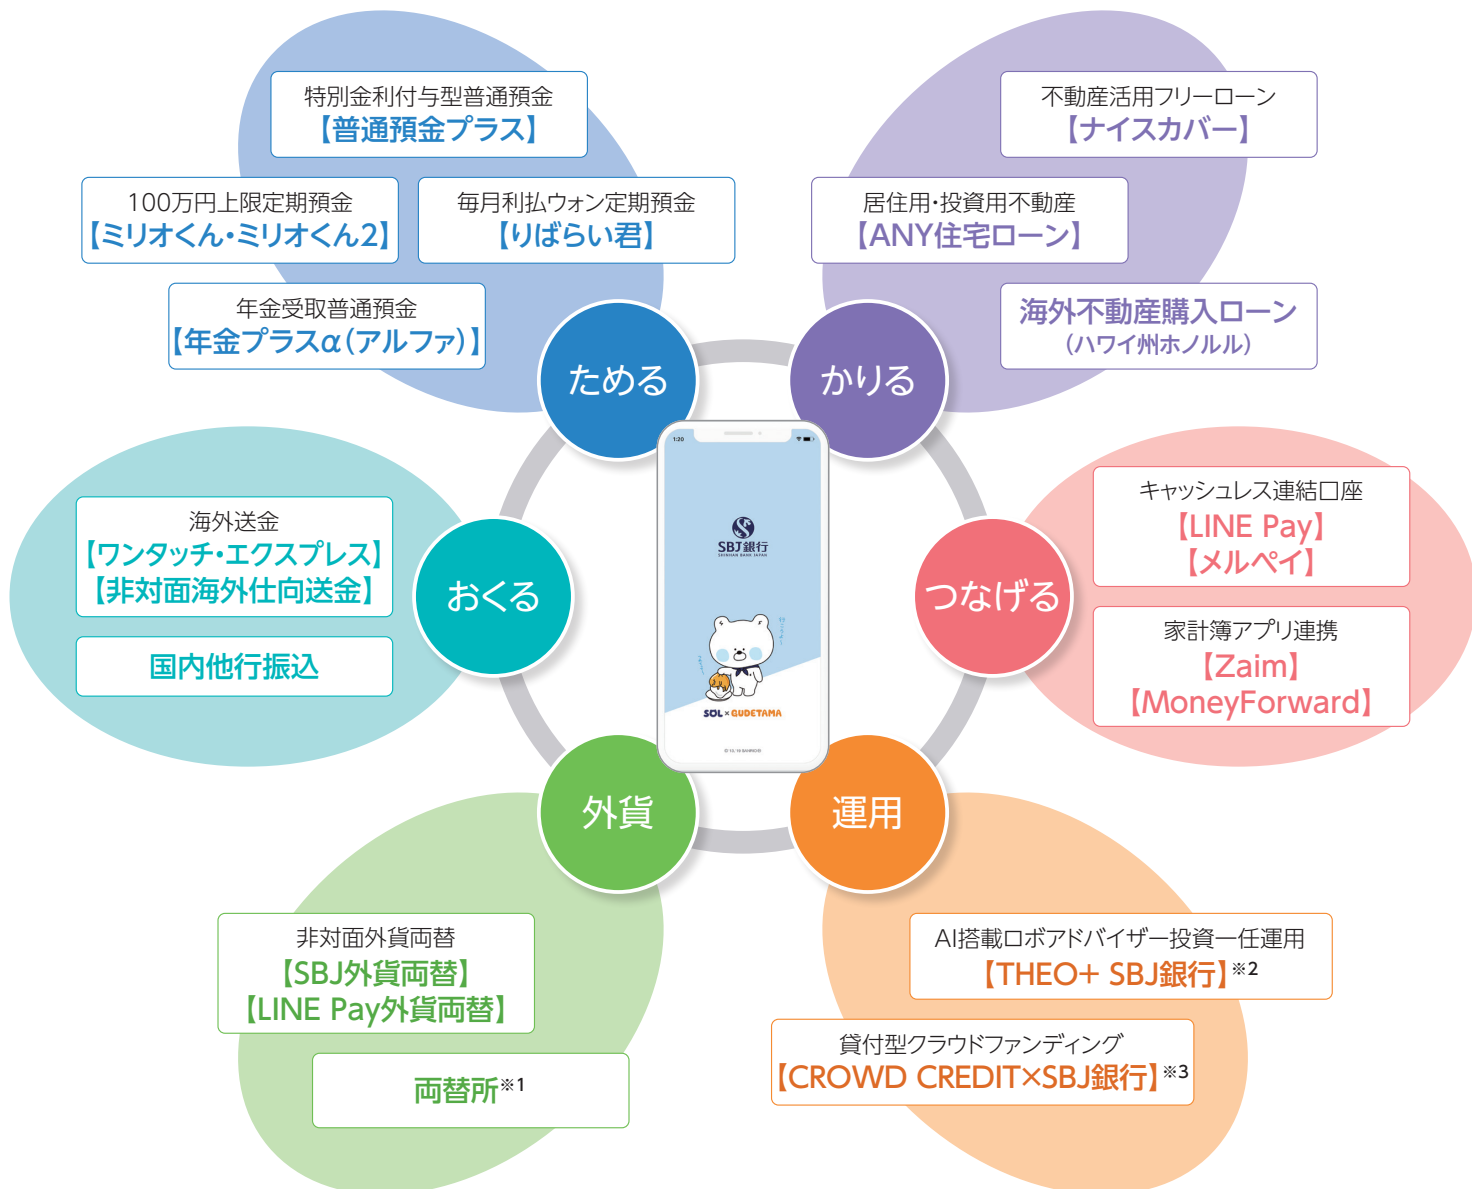 特別金利付与型普通預金
【普通預金プラス】
100万円上限定期預金
【ミリオくん・ミリオくん2】
毎月利払ウォン定期預金
【りばらい君】
年金受取普通預金
【年金プラスα（アルファ）】
ためる
不動産活用フリーローン
【ナイスカバー】
居住用・投資用不動産
【ANY住宅ローン】
海外不動産購入ローン
（ハワイ州ホノルル）
かりる
海外送金
【ワンタッチ・エクスプレス】
【非対面海外仕向送金】
国内他行振込
おくる
1:20
SBJ銀行
SHINHAN BANK JAPAN
SOL×GUDETAMA
つなげる
キャッシュレス連結口座
【LINE Pay】
【メルペイ】
家計簿アプリ連携
【Zaim】
【MoneyForward】
外貨
非対面外貨両替
【SBJ外貨両替】
【LINE Pay外貨両替】
両替所※1
運用
AI搭載ロボアドバイザー投資一任運用
【THEO+ SBJ銀行】※2
貸付型クラウドファンディング
【CROWD CREDIT×SBJ銀行】※3